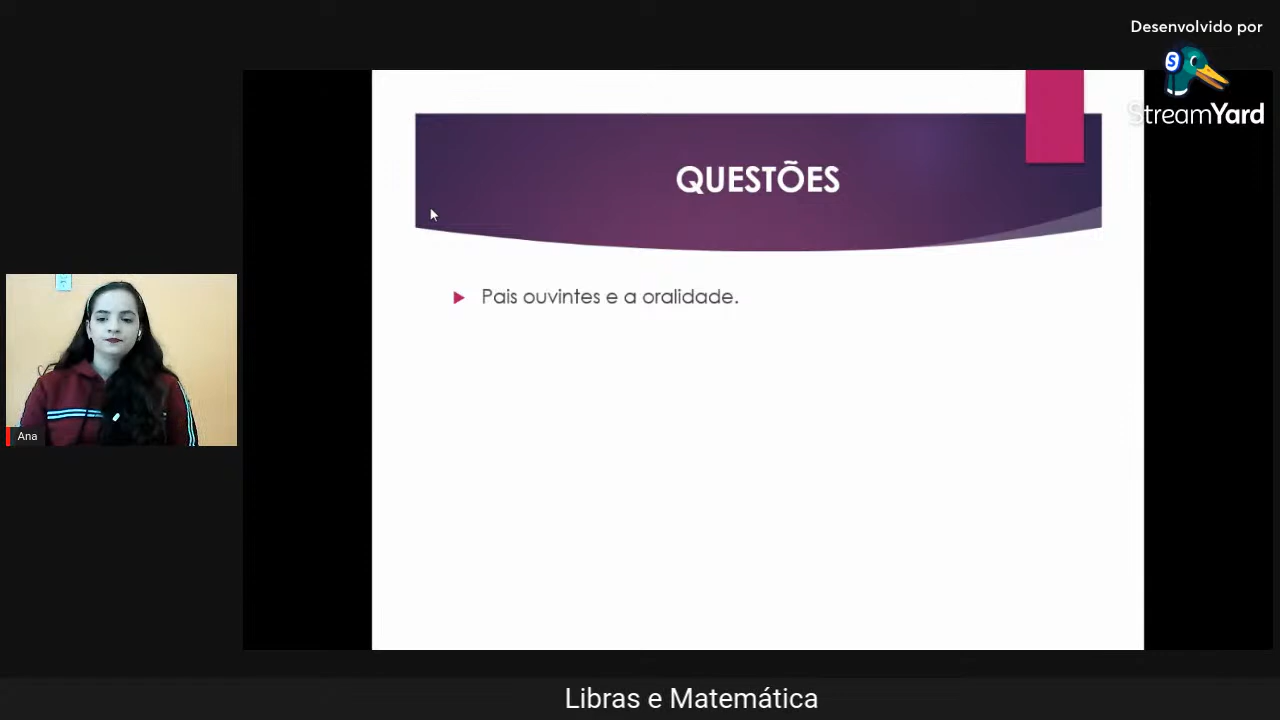 Desenvolvido por
StreamYard
QUESTÕES
Pais ouvintes e a oralidade.
Ana
Libras e Matemática